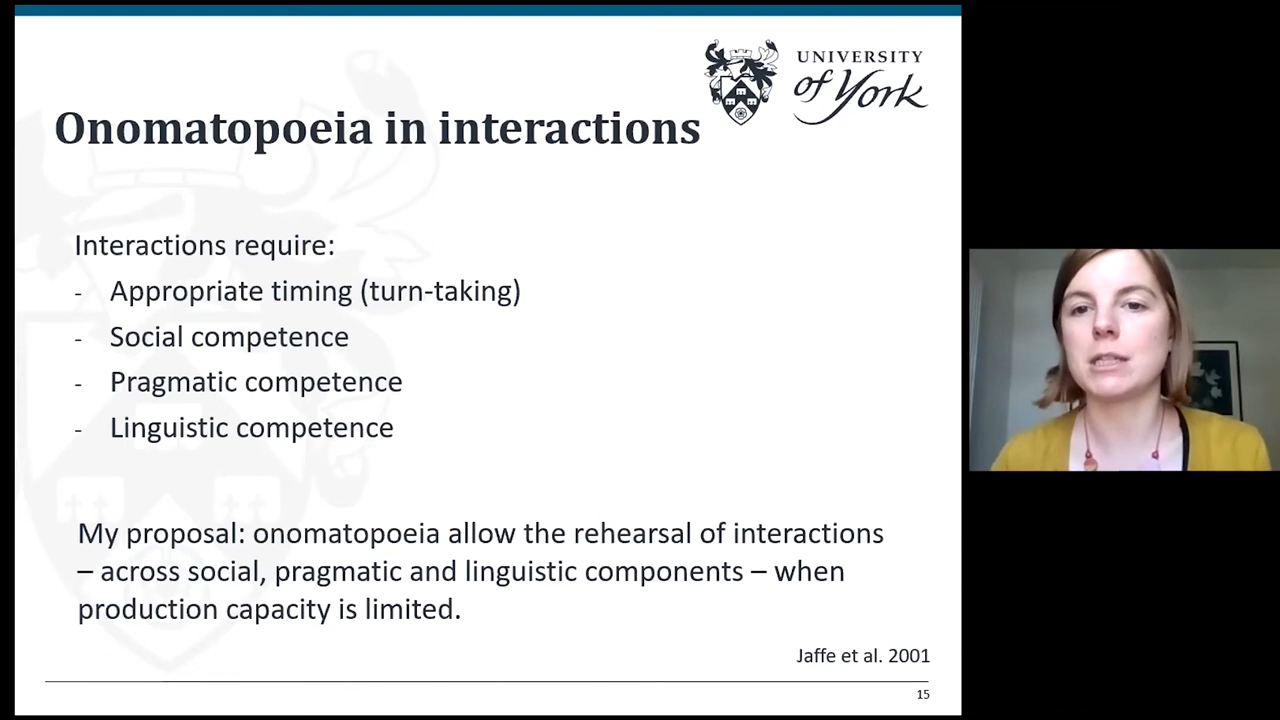 UNIVERSITY
of York
Onomatopoeia in interactions
Interactions require:
- Appropriate timing (turn-taking)
- Social competence
- Pragmatic competence
- Linguistic competence
My proposal: onomatopoeia allow the rehearsal of interactions
– across social, pragmatic and linguistic components – when
production capacity is limited.
Jaffe et al. 2001
15